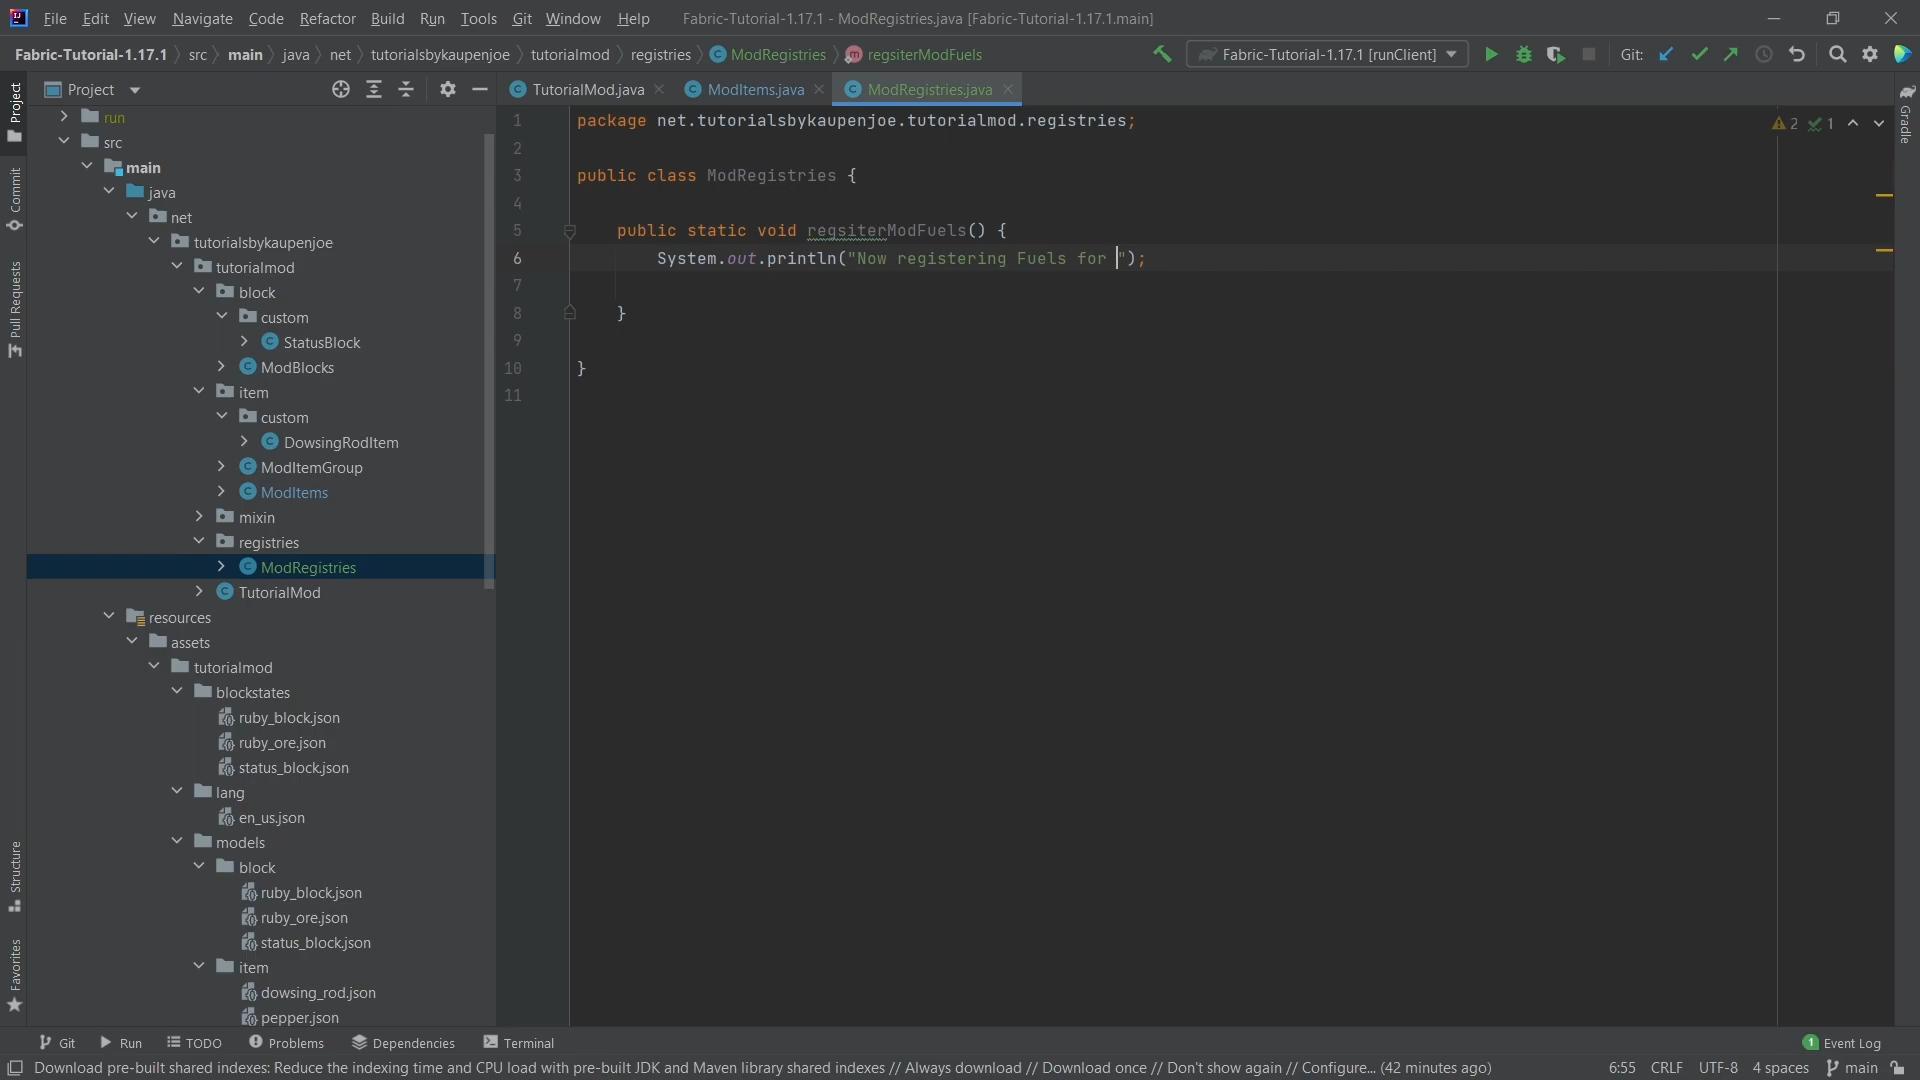 File Edit View Navigate Code Refactor Build Run Tools Git Window Help Fabric-Tutorial-1.17.1 - ModRegistries.java [Fabric-Tutorial-1.17.1.main]
Fabric-Tutorial-1.17.1 src main java net tutorialsbykaupenjoe tutorialmod registries ModRegistries regsiterModFuels Fabric-Tutorial-1.17.1 [runClient] Git:
Project
TutorialMod.java ModItems.java ModRegistries.java
run
src
main
java
net
tutorialsbykaupenjoe
tutorialmod
block
custom
StatusBlock
ModBlocks
item
custom
DowsingRodItem
ModItemGroup
ModItems
mixin
registries
ModRegistries
TutorialMod
resources
assets
tutorialmod
blockstates
ruby_block.json
ruby_ore.json
status_block.json
lang
en_us.json
models
block
ruby_block.json
ruby_ore.json
status_block.json
item
dowsing_rod.json
pepper.json
1 package net.tutorialsbykaupenjoe.tutorialmod.registries;
2
3 public class ModRegistries {
4
5 public static void regsiterModFuels() {
6 System.out.println("Now registering Fuels for ");
7
8 }
9
10 }
11
2 1
Project
Commit
Pull Requests
Structure
Favorites
Gradle
Git Run TODO Problems Dependencies Terminal 1 Event Log
Download pre-built shared indexes: Reduce the indexing time and CPU load with pre-built JDK and Maven library shared indexes // Always download // Download once // Don't show again // Configure... (42 minutes ago) 6:55 CRLF UTF-8 4 spaces main